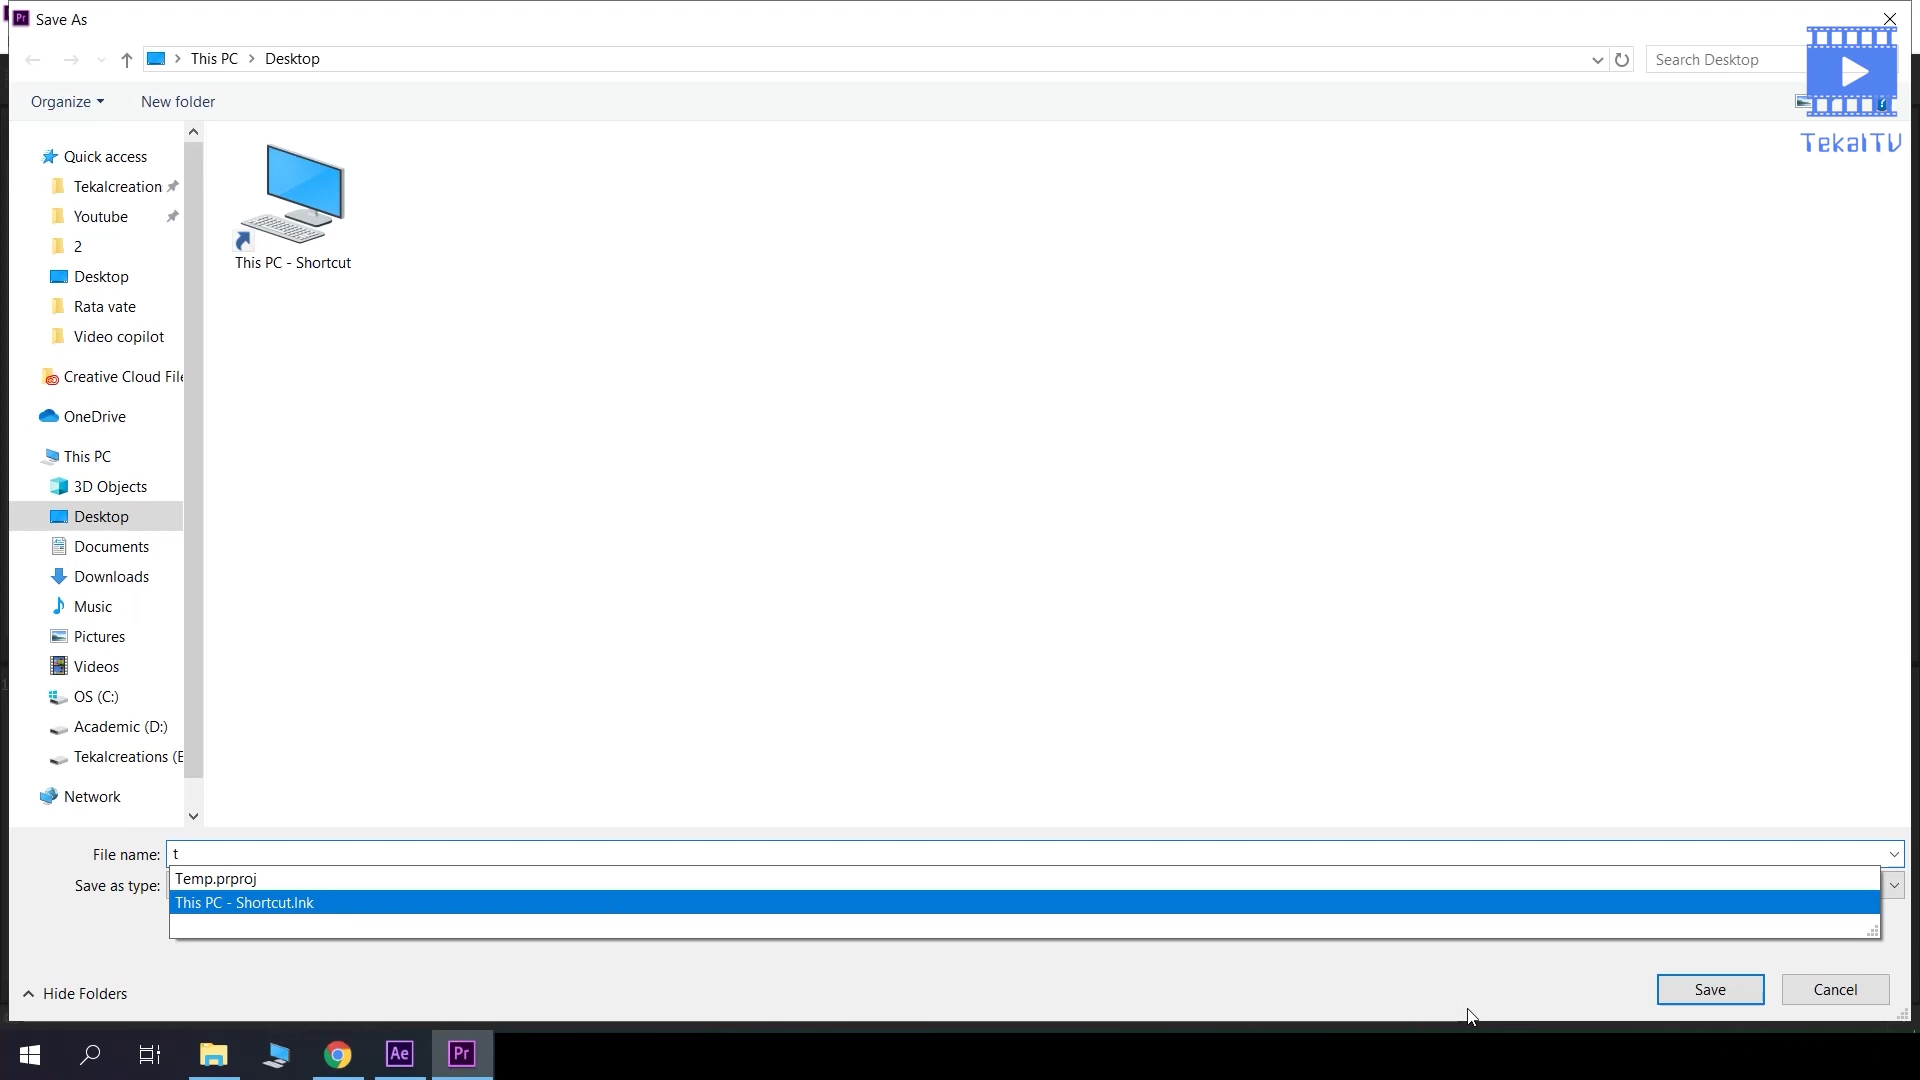 Pr Save As
This PC > Desktop
Search Desktop
Organize
New folder
TekalTV
Quick access
Tekalcreation
Youtube
2
Desktop
Rata vate
Video copilot
Creative Cloud File
OneDrive
This PC
3D Objects
Desktop
Documents
Downloads
Music
Pictures
Videos
OS (C:)
Academic (D:)
Tekalcreations (E
Network
This PC - Shortcut
File name: t
Save as type:
Temp.prproj
This PC - Shortcut.lnk
Hide Folders
Save
Cancel
Ae
Pr